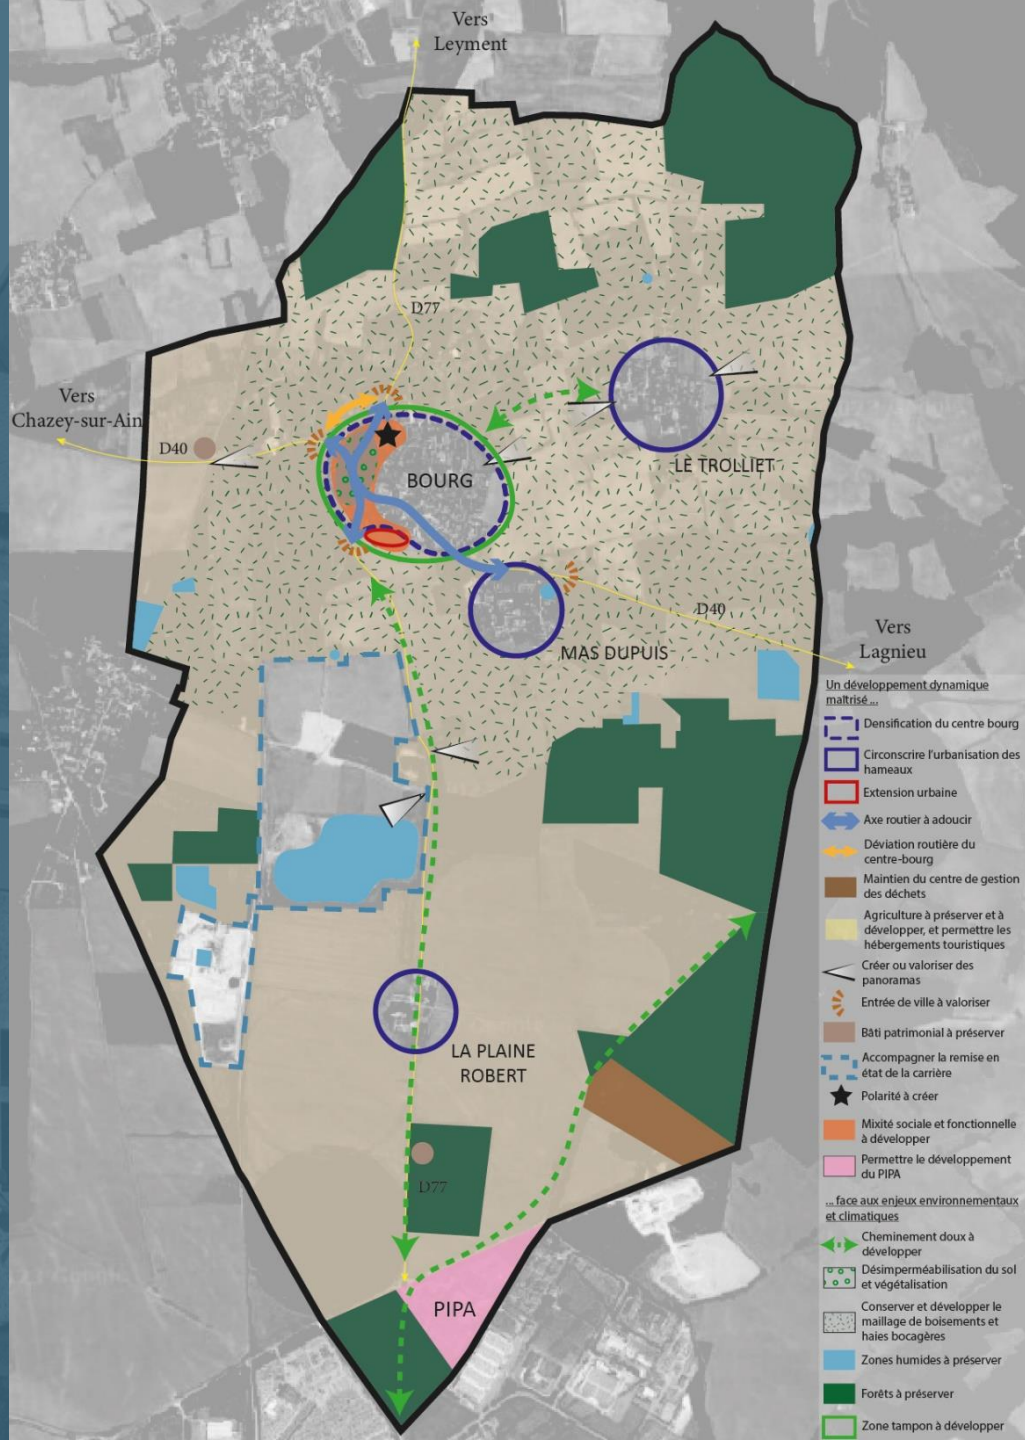 Vers
Leyment
D77
Vers
Chazey-sur-Ain
D40
LE TROLLIET
BOURG
D40
MAS DUPUIS
Vers
Lagnieu
LA PLAINE
ROBERT
D77
PIPA
Un développement dynamique
maîtrisé ...
Densification du centre bourg
Circonscrire l'urbanisation des
hameaux
Extension urbaine
Axe routier à adoucir
Déviation routière du
centre-bourg
Maintien du centre de gestion
des déchets
Agriculture à préserver et à
développer, et permettre les
hébergements touristiques
Créer ou valoriser des
panoramas
Entrée de ville à valoriser
Bâti patrimonial à préserver
Accompagner la remise en
état de la carrière
Polarité à créer
Mixité sociale et fonctionnelle
à développer
Permettre le développement
du PIPA
... face aux enjeux environnementaux
et climatiques
Cheminement doux à
développer
Désimperméabilisation du sol
et végétalisation
Conserver et développer le
maillage de boisements et
haies bocagères
Zones humides à préserver
Forêts à préserver
Zone tampon à développer